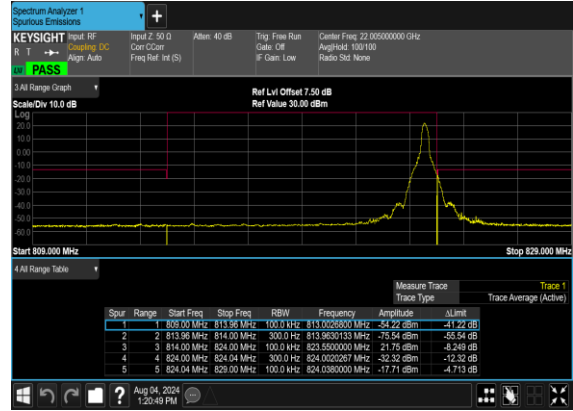 Spectrum Analyzer 1
Spurious Emissions
KEYSIGHT Input: RF Input Z: 50 Ω Atten: 40 dB Trig: Free Run Center Freq: 22.005000000 GHz
R T Coupling: DC Corr CCorr Gate: Off Avg|Hold: 100/100
Align: Auto Freq Ref: Int (S) IF Gain: Low Radio Std: None
PASS
3 All Range Graph
Ref Lvl Offset 7.50 dB
Scale/Div 10.0 dB Ref Value 30.00 dBm
Log
20.0
10.0
0.00
-10.0
-20.0
-30.0
-40.0
-50.0
-60.0
Start 809.000 MHz Stop 829.000 MHz
4 All Range Table
Measure Trace Trace 1
Trace Type Trace Average (Active)
Spur Range Start Freq Stop Freq RBW Frequency Amplitude ΔLimit
1 1 809.00 MHz 813.96 MHz 100.0 kHz 813.0026800 MHz -54.22 dBm -41.22 dB
2 2 813.96 MHz 814.00 MHz 300.0 Hz 813.9630133 MHz -75.54 dBm -55.54 dB
3 3 814.00 MHz 824.00 MHz 100.0 kHz 823.5500000 MHz 21.75 dBm -8.249 dB
4 4 824.00 MHz 824.04 MHz 300.0 Hz 824.0020267 MHz -32.32 dBm -12.32 dB
5 5 824.04 MHz 829.00 MHz 100.0 kHz 824.0380000 MHz -17.71 dBm -4.713 dB
Aug 04, 2024
1:20:49 PM